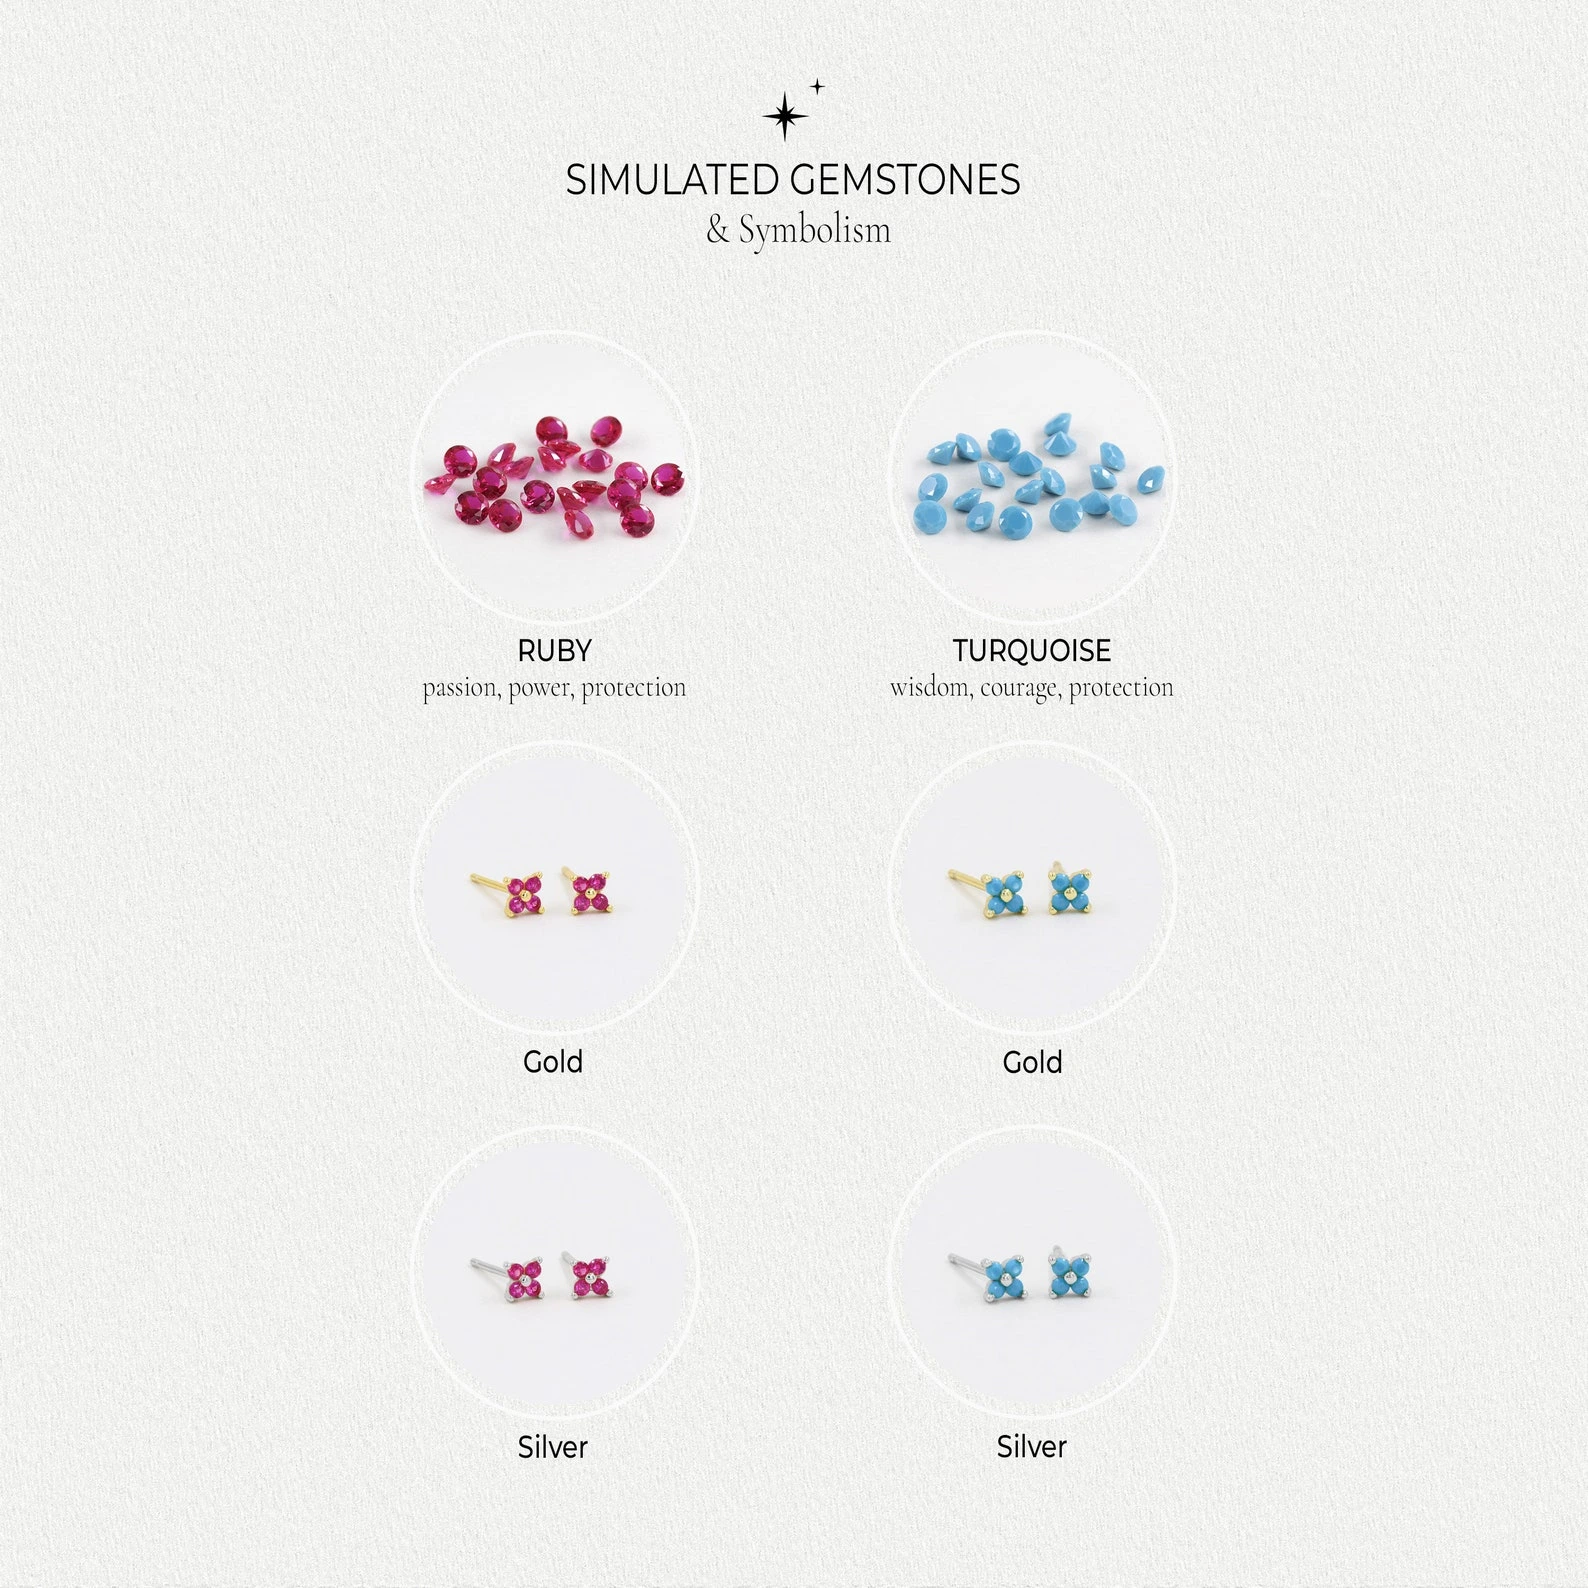 SIMULATED GEMSTONES
& Symbolism
RUBY
passion, power, protection
TURQUOISE
wisdom, courage, protection
Gold
Gold
Silver
Silver